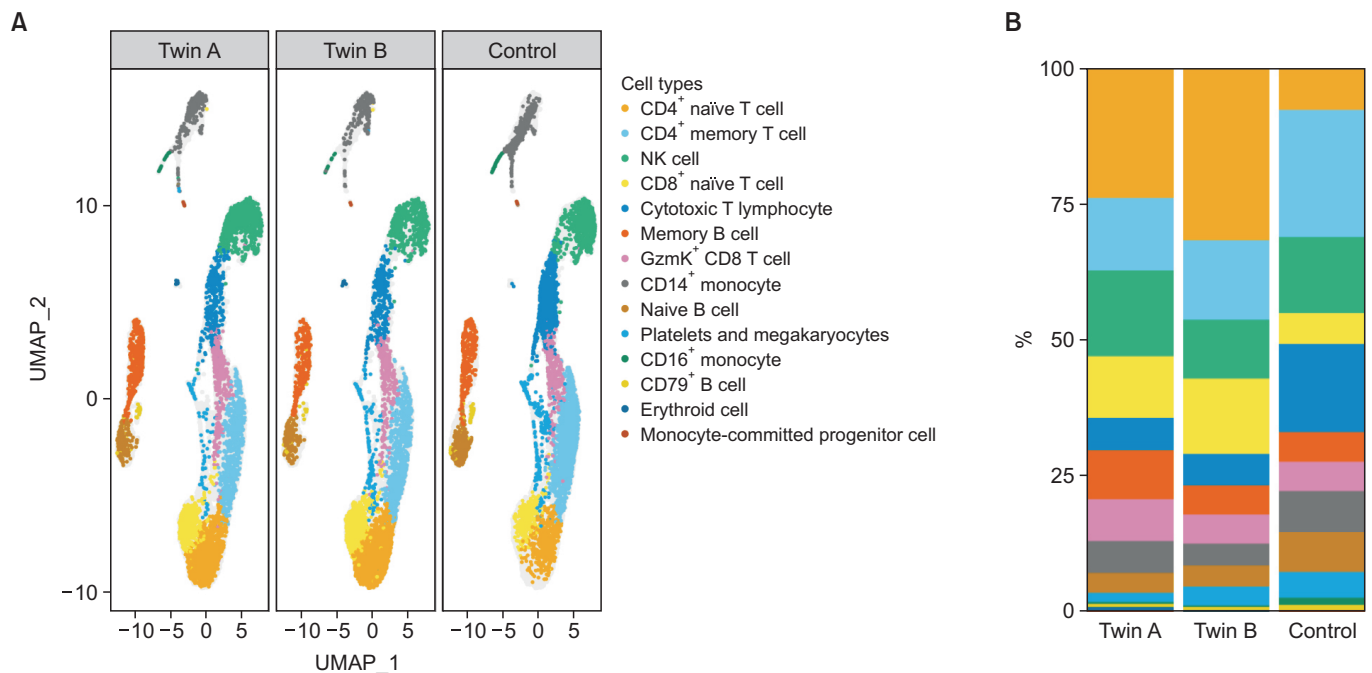 A
Twin A Twin B Control
10
0
−10
UMAP_2
−10 −5 0 5 −10 −5 0 5 −10 −5 0 5
UMAP_1
Cell types
CD4+ naïve T cell
CD4+ memory T cell
NK cell
CD8+ naïve T cell
Cytotoxic T lymphocyte
Memory B cell
GzmK+ CD8 T cell
CD14+ monocyte
Naive B cell
Platelets and megakaryocytes
CD16+ monocyte
CD79+ B cell
Erythroid cell
Monocyte-committed progenitor cell
B
100
75
50
25
0
%
Twin A Twin B Control